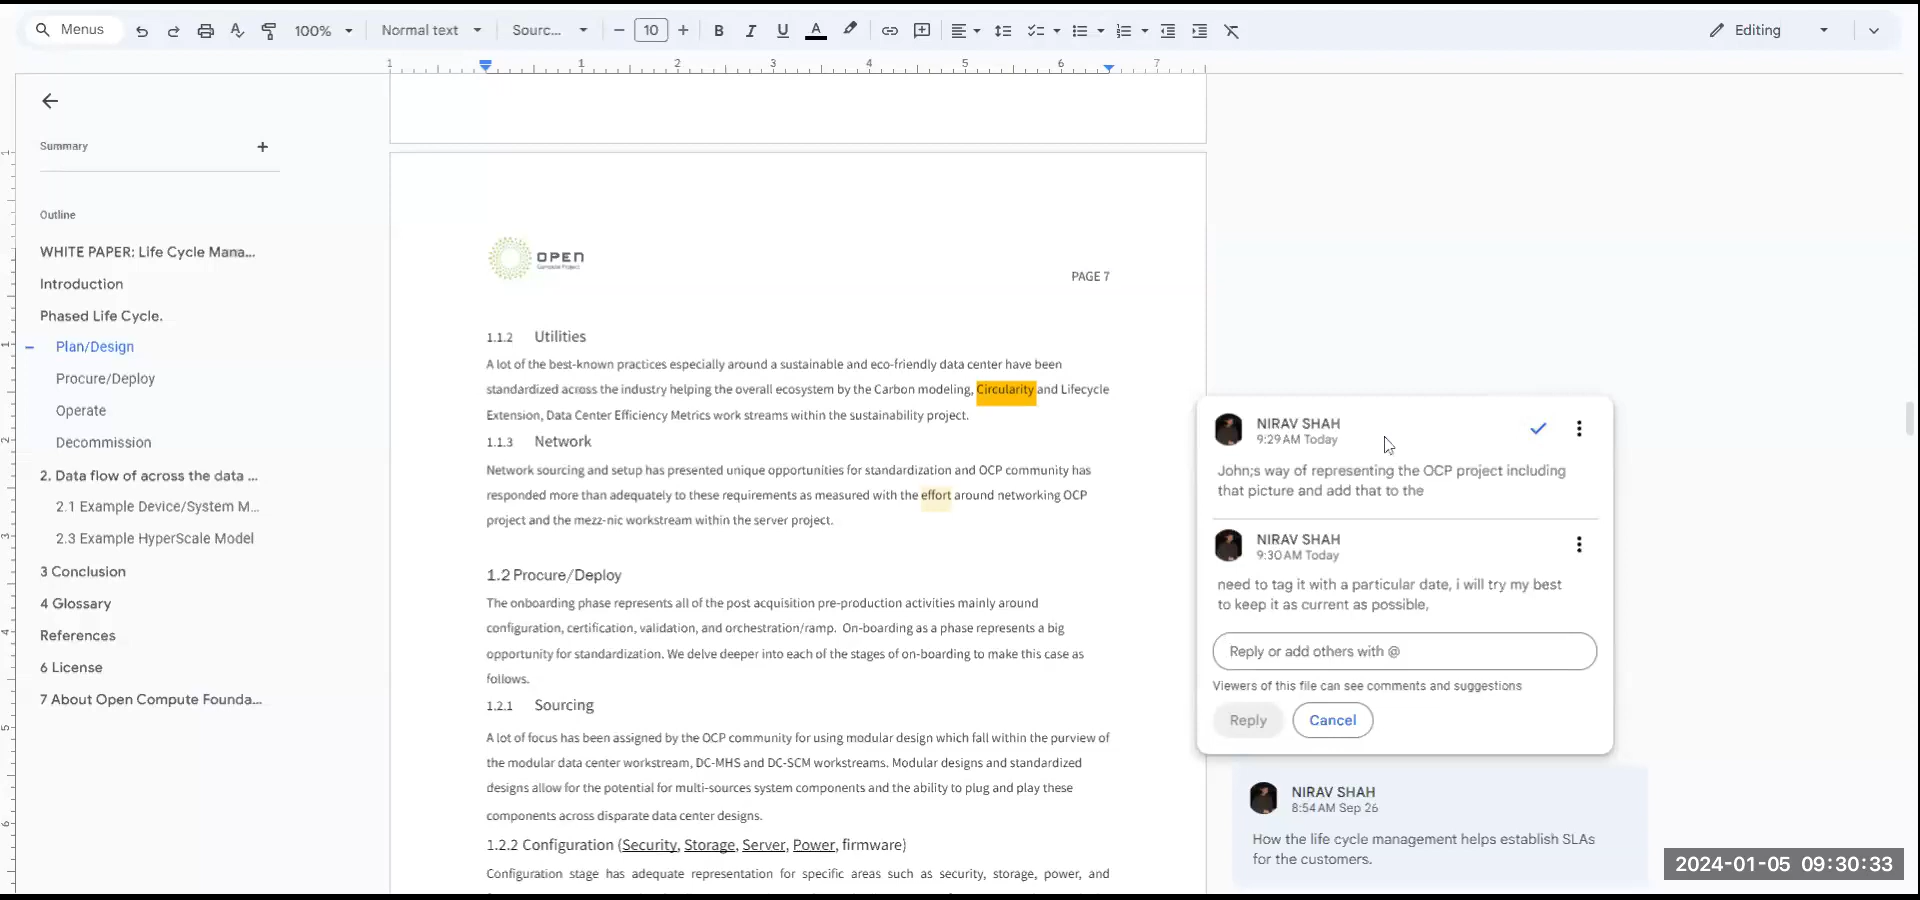 Menus
100%
Normal text
Sourc...
10
Editing
1 1 2 3 4 5 6 7
Summary
Outline
WHITE PAPER: Life Cycle Mana...
Introduction
Phased Life Cycle.
Plan/Design
Procure/Deploy
Operate
Decommission
2. Data flow of across the data ...
2.1 Example Device/System M...
2.3 Example HyperScale Model
3 Conclusion
4 Glossary
References
6 License
7 About Open Compute Founda...
OPEN
Compute Project
PAGE 7
1.1.2 Utilities
A lot of the best-known practices especially around a sustainable and eco-friendly data center have been
standardized across the industry helping the overall ecosystem by the Carbon modeling, Circularity and Lifecycle
Extension, Data Center Efficiency Metrics work streams within the sustainability project.
1.1.3 Network
Network sourcing and setup has presented unique opportunities for standardization and OCP community has
responded more than adequately to these requirements as measured with the effort around networking OCP
project and the mezz-nic workstream within the server project.
1.2 Procure/Deploy
The onboarding phase represents all of the post acquisition pre-production activities mainly around
configuration, certification, validation, and orchestration/ramp. On-boarding as a phase represents a big
opportunity for standardization. We delve deeper into each of the stages of on-boarding to make this case as
follows.
1.2.1 Sourcing
A lot of focus has been assigned by the OCP community for using modular design which fall within the purview of
the modular data center workstream, DC-MHS and DC-SCM workstreams. Modular designs and standardized
designs allow for the potential for multi-sources system components and the ability to plug and play these
components across disparate data center designs.
1.2.2 Configuration (Security, Storage, Server, Power, firmware)
Configuration stage has adequate representation for specific areas such as security, storage, power, and
NIRAV SHAH
9:29 AM Today
John;s way of representing the OCP project including
that picture and add that to the
NIRAV SHAH
9:30 AM Today
need to tag it with a particular date, i will try my best
to keep it as current as possible,
Reply or add others with @
Viewers of this file can see comments and suggestions
Reply
Cancel
NIRAV SHAH
8:54 AM Sep 26
How the life cycle management helps establish SLAs
for the customers.
2024-01-05 09:30:33